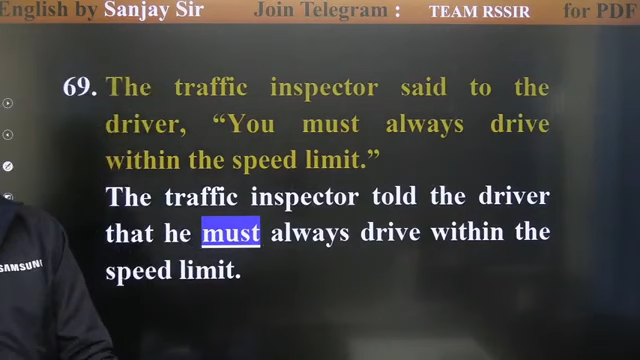 English by Sanjay Sir Join Telegram : TEAM RSSIR for PDF
69. The traffic inspector said to the
driver, “You must always drive
within the speed limit.”
The traffic inspector told the driver
that he must always drive within the
speed limit.
SAMSUNG